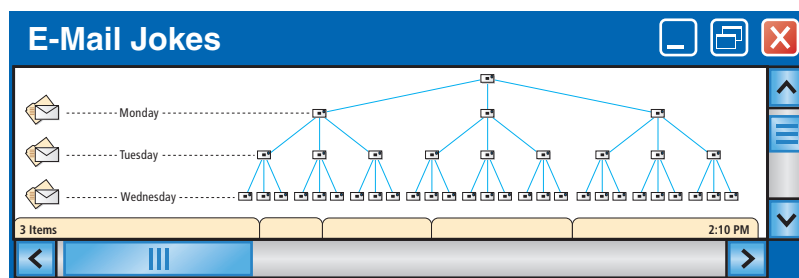 E-Mail Jokes
Monday
Tuesday
Wednesday
3 Items 2:10 PM